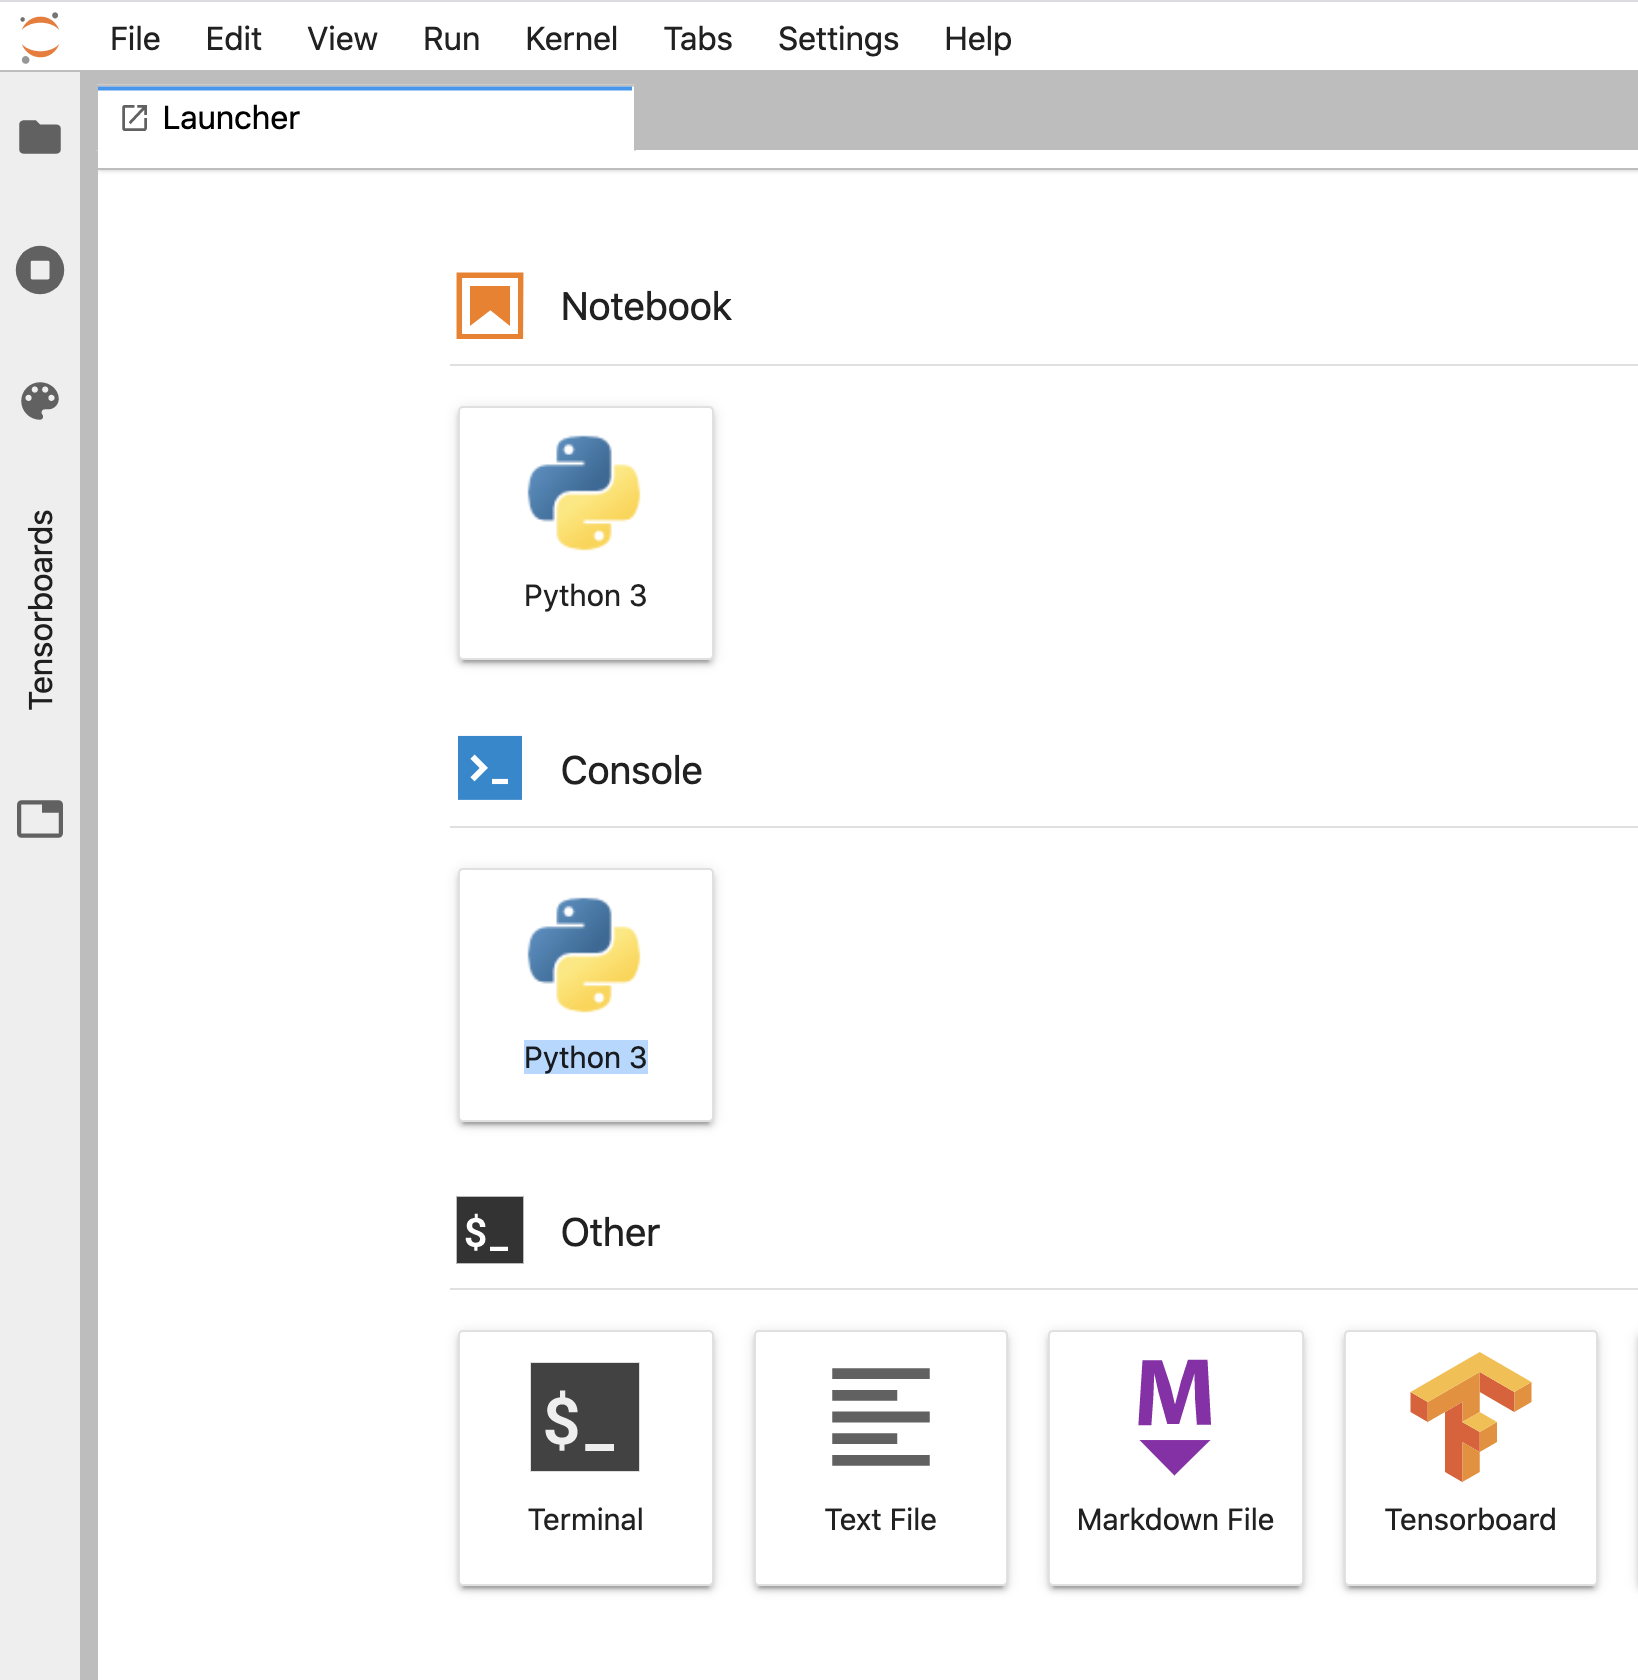 File Edit View Run Kernel Tabs Settings Help
Launcher
Tensorboards
Notebook
Python 3
Console
Python 3
$_ Other
$_
M
Terminal Text File Markdown File Tensorboard